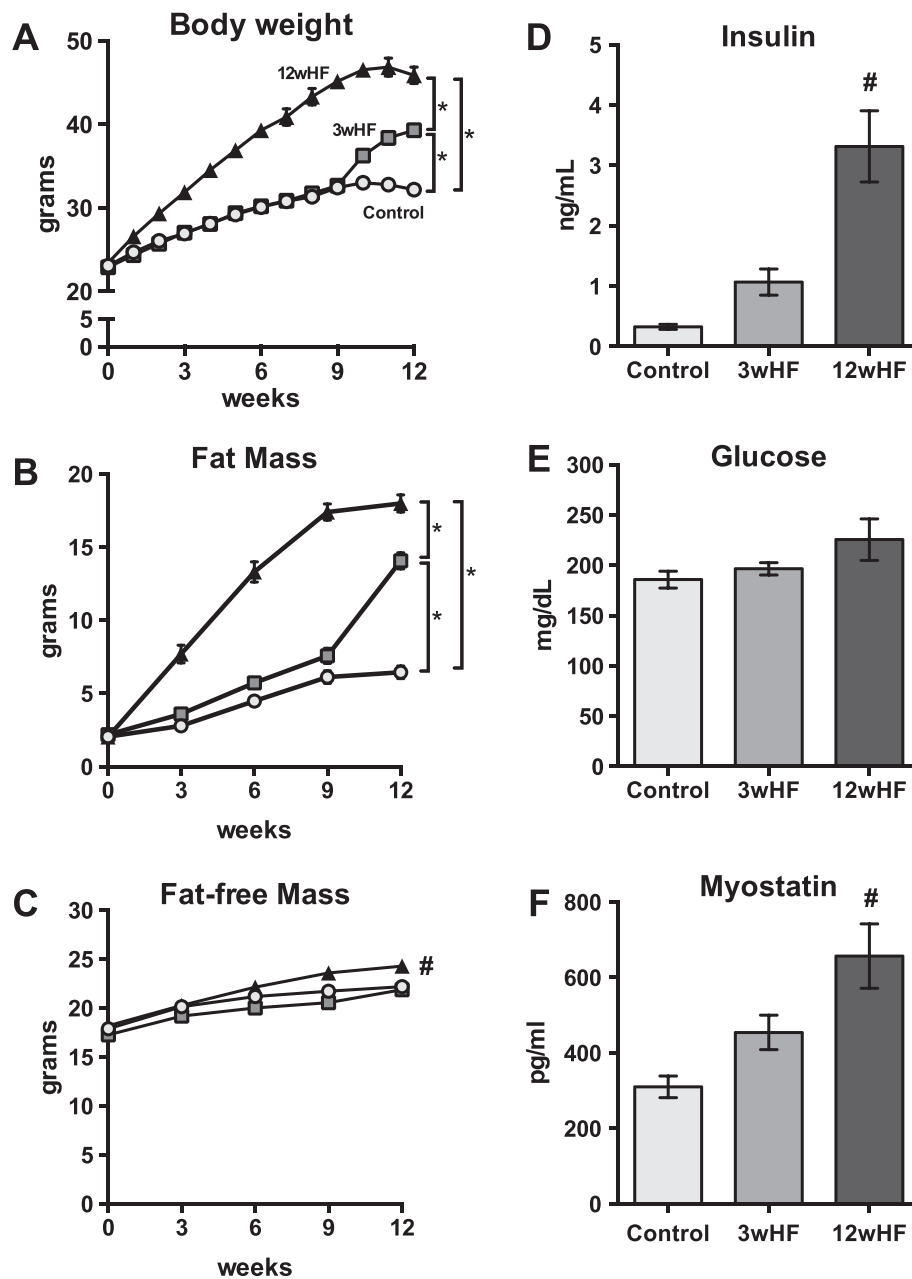 A
Body weight
50
40
30
20
5
0
grams
12wHF
3wHF
Control
*
*
*
0 3 6 9 12
weeks
B
Fat Mass
20
15
10
5
0
grams
*
*
*
0 3 6 9 12
weeks
C
Fat-free Mass
30
25
20
15
10
5
0
grams
#
0 3 6 9 12
weeks
D
Insulin
5
4
3
2
1
0
ng/mL
#
Control 3wHF 12wHF
E
Glucose
300
250
200
150
100
50
0
mg/dL
Control 3wHF 12wHF
F
Myostatin
800
600
400
200
0
pg/ml
#
Control 3wHF 12wHF